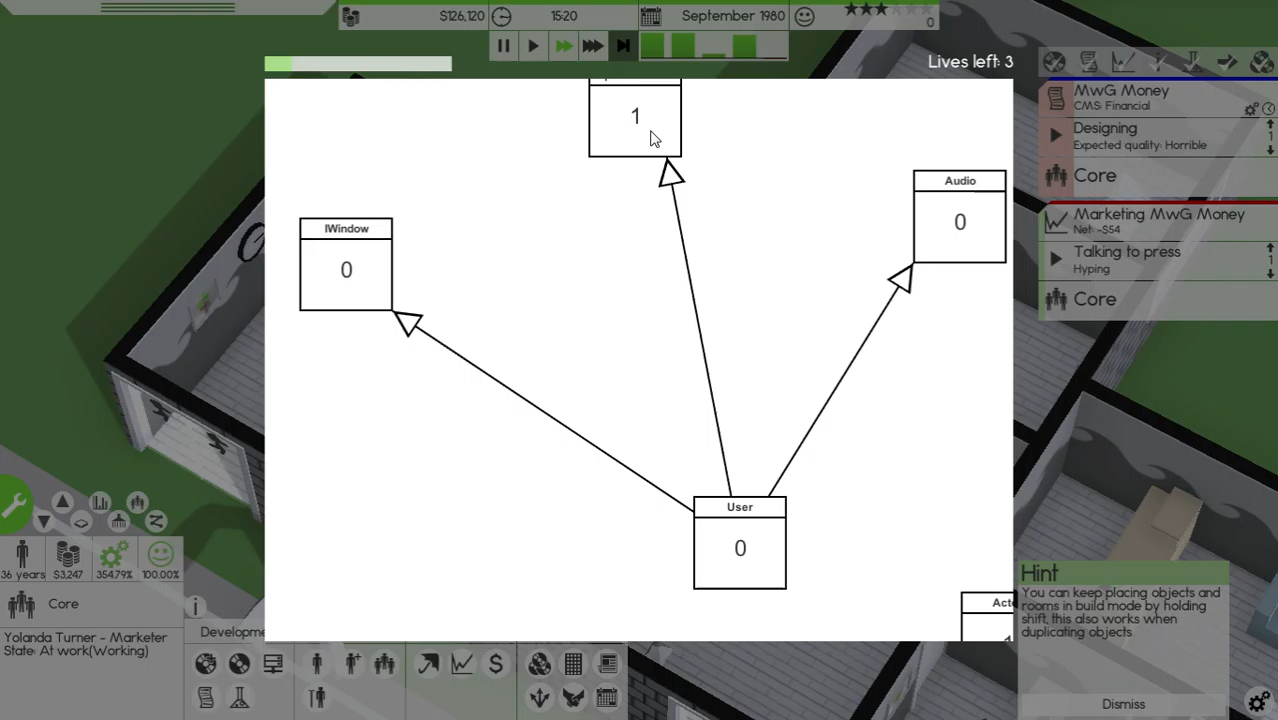 $126,120
15:20
September 1980
0
Lives left: 3
MwG Money
CMS: Financial
Designing
Expected quality: Horrible
1
Core
Marketing MwG Money
Net: -$54
Talking to press
Hyping
1
Core
1
Audio
0
IWindow
0
User
0
36 years
$3,247
354.79%
100.00%
Core
Yolanda Turner - Marketer
State: At work(Working)
i
Developme
$
Hint
You can keep placing objects and
rooms in build mode by holding
shift, this also works when
duplicating objects
Dismiss